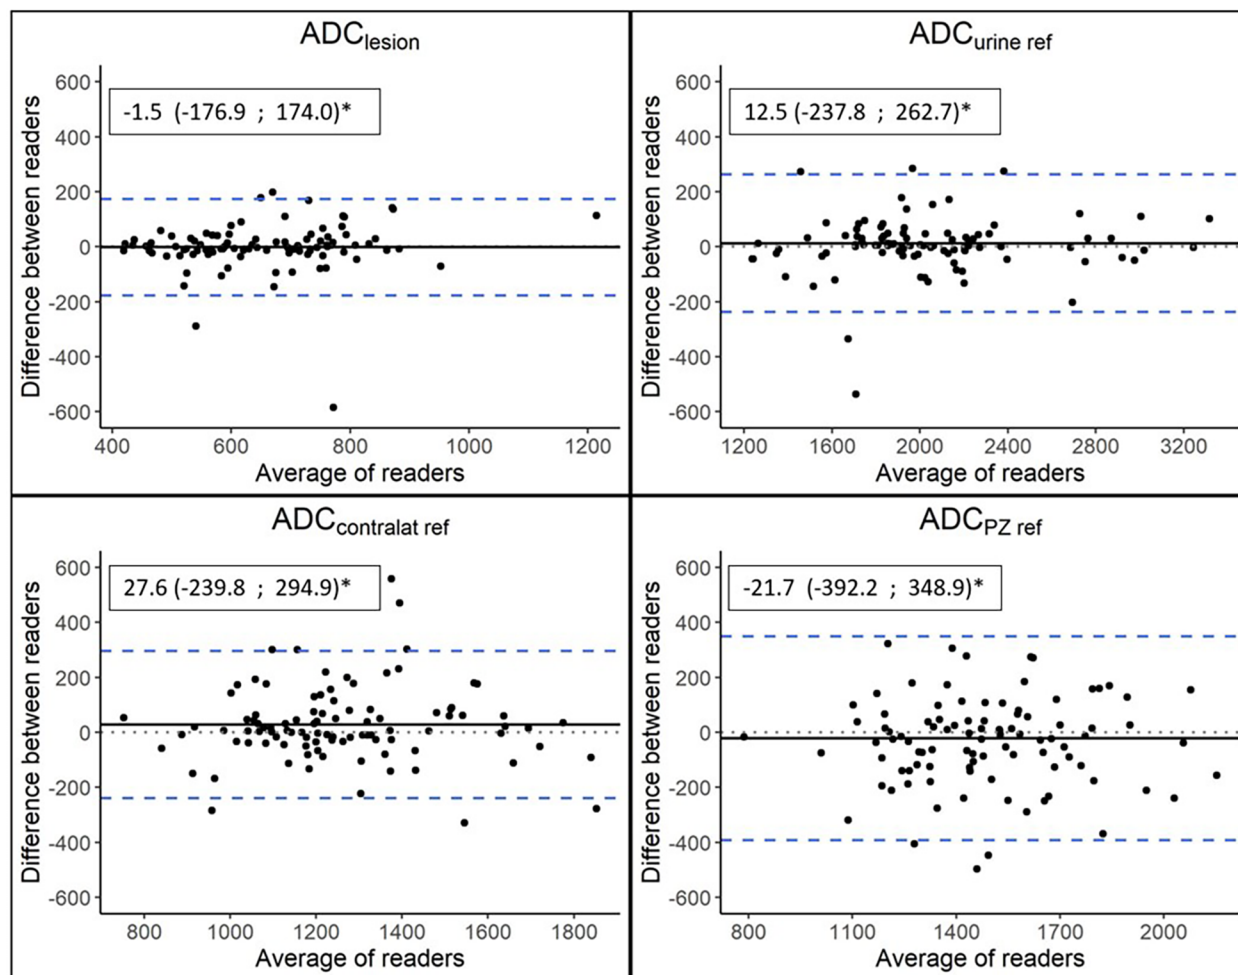 ADClesion
Difference between readers
600
400
200
0
-200
-400
-600
-1.5 (-176.9 ; 174.0)*
400 600 800 1000 1200
Average of readers
ADCurine ref
Difference between readers
600
400
200
0
-200
-400
-600
12.5 (-237.8 ; 262.7)*
1200 1600 2000 2400 2800 3200
Average of readers
ADCcontralat ref
Difference between readers
600
400
200
0
-200
-400
-600
27.6 (-239.8 ; 294.9)*
800 1000 1200 1400 1600 1800
Average of readers
ADCPZ ref
Difference between readers
600
400
200
0
-200
-400
-600
-21.7 (-392.2 ; 348.9)*
800 1100 1400 1700 2000
Average of readers